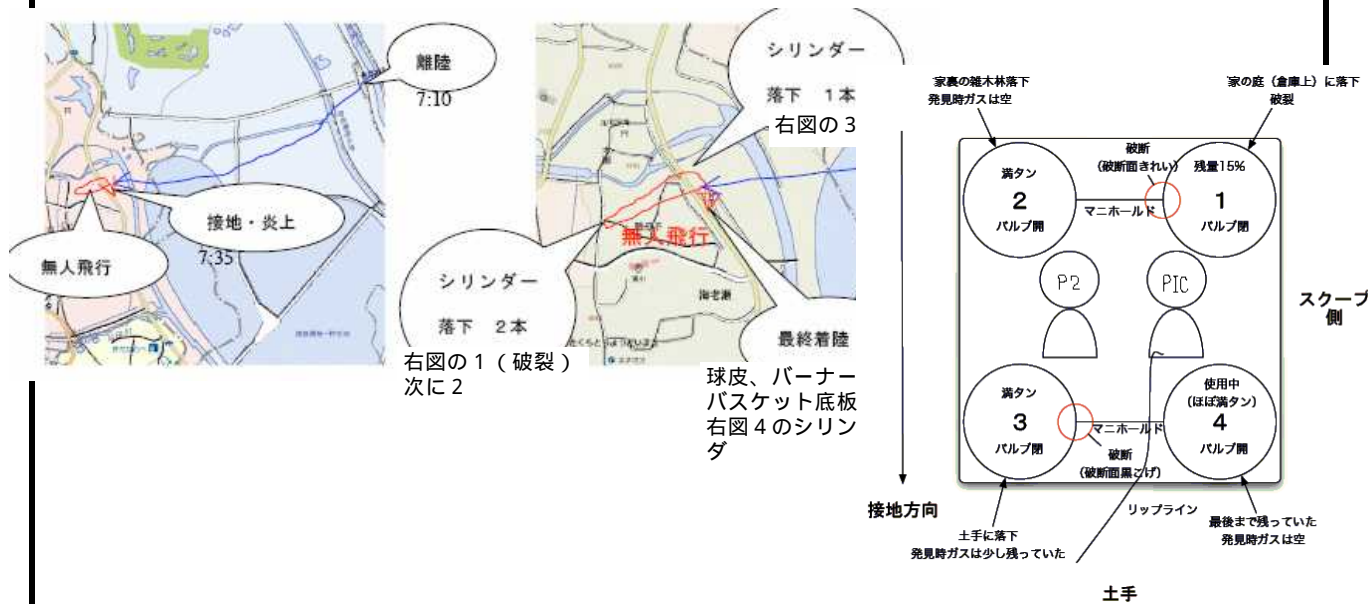 離陸
7:10
接地・炎上
7:35
無人飛行
シリンダー
落下 1本
右図の3
無人飛行
シリンダー
落下 2本
右図の1(破裂)
次に2
海老瀬
最終着陸
球皮、バーナー
バスケット底板
右図4のシリン
ダ
家裏の雑木林落下
発見時ガスは空
家の庭(倉庫上)に落下
破裂
破断
(破断面きれい)
満タン
2
バルブ開
マニホールド
残量15%
1
バルブ閉
P2
PIC
スクープ
側
満タン
3
バルブ閉
マニホールド
破断
(破断面黒こげ)
使用中
(ほぼ満タン)
4
バルブ開
接地方向
リップライン
土手に落下
発見時ガスは少し残っていた
最後まで残っていた
発見時ガスは空
土手